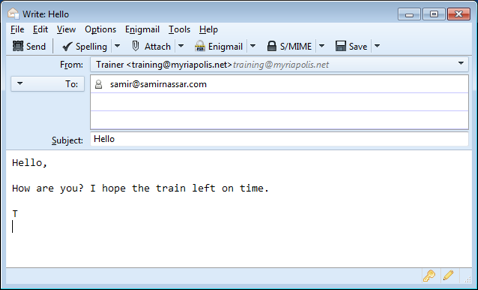 Write: Hello
File Edit View Options Enigmail Tools Help
Send Spelling Attach Enigmail S/MIME Save
From: Trainer <training@myriapolis.net> training@myriapolis.net
To: samir@samirnassar.com
Subject: Hello
Hello,
How are you? I hope the train left on time.
T